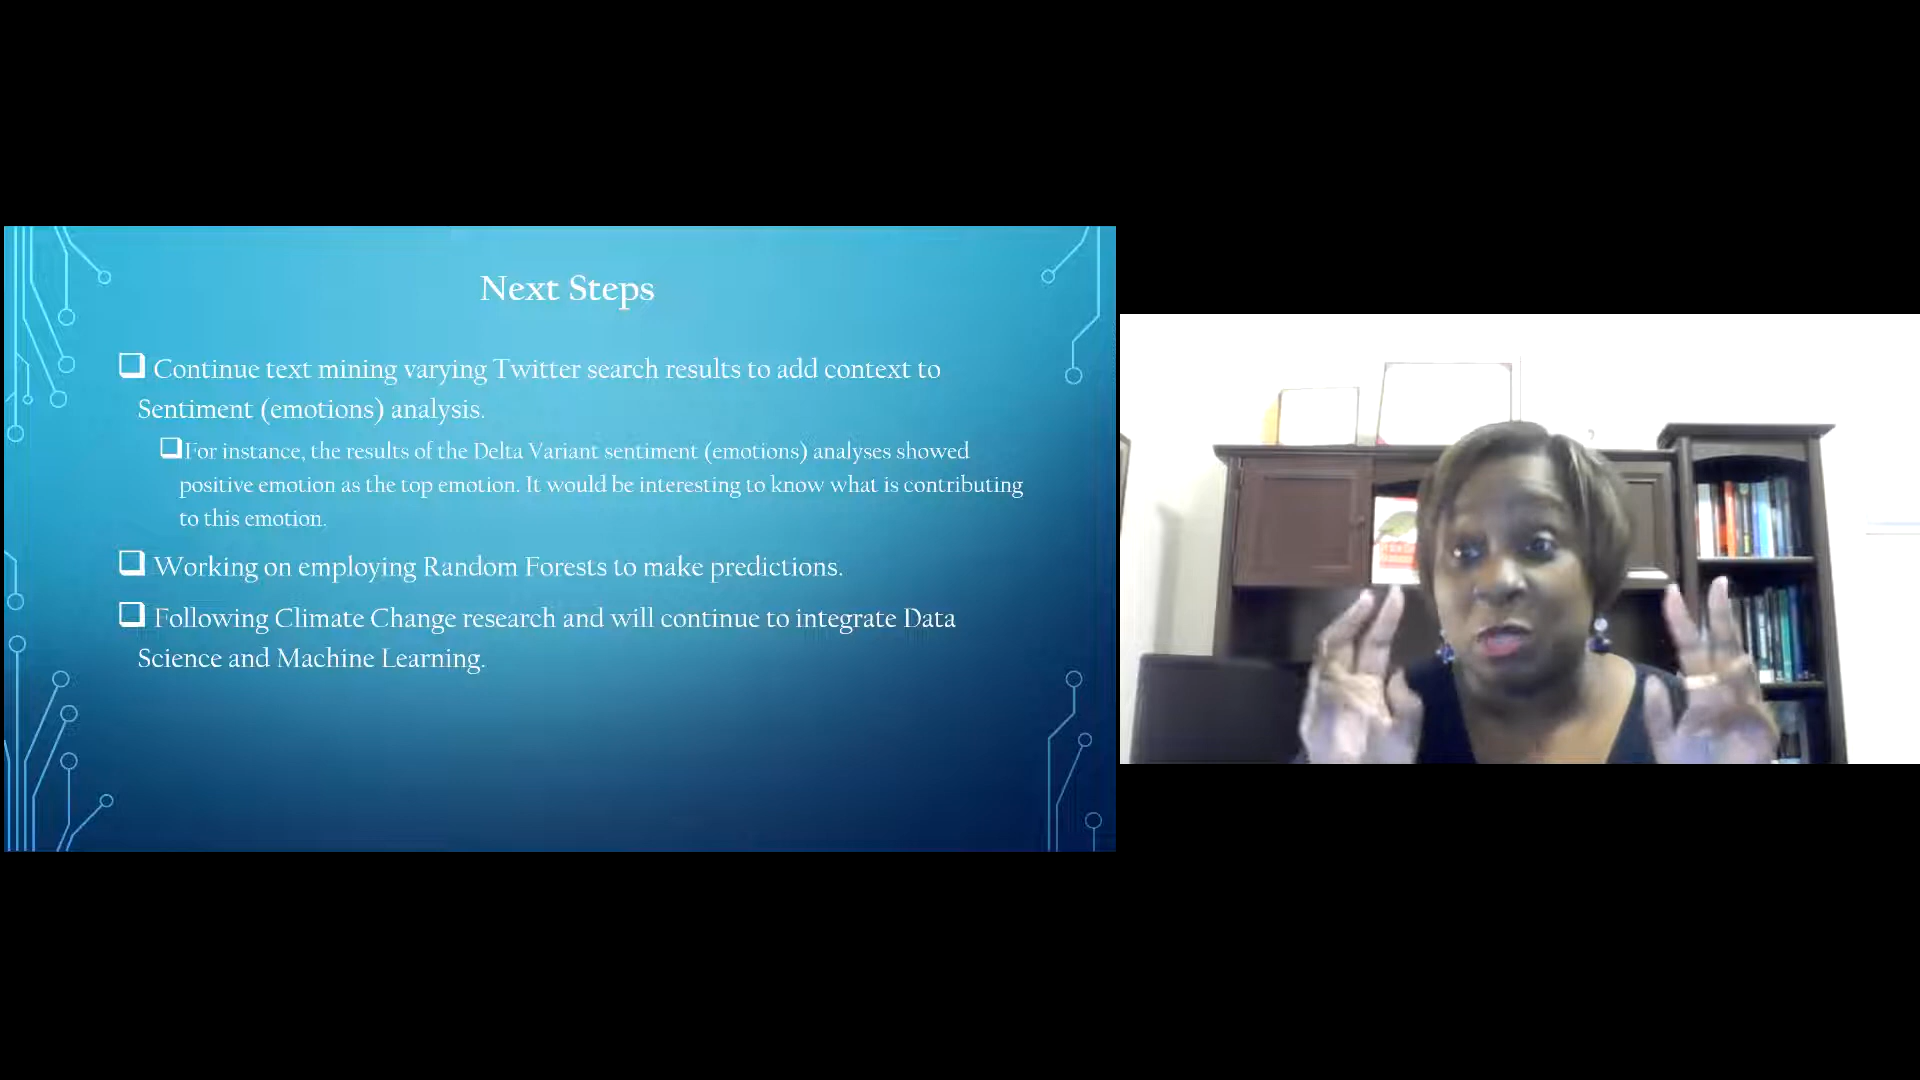 Next Steps
Continue text mining varying Twitter search results to add context to
Sentiment (emotions) analysis.
For instance, the results of the Delta Variant sentiment (emotions) analyses showed
positive emotion as the top emotion. It would be interesting to know what is contributing
to this emotion.
Working on employing Random Forests to make predictions.
Following Climate Change research and will continue to integrate Data
Science and Machine Learning.